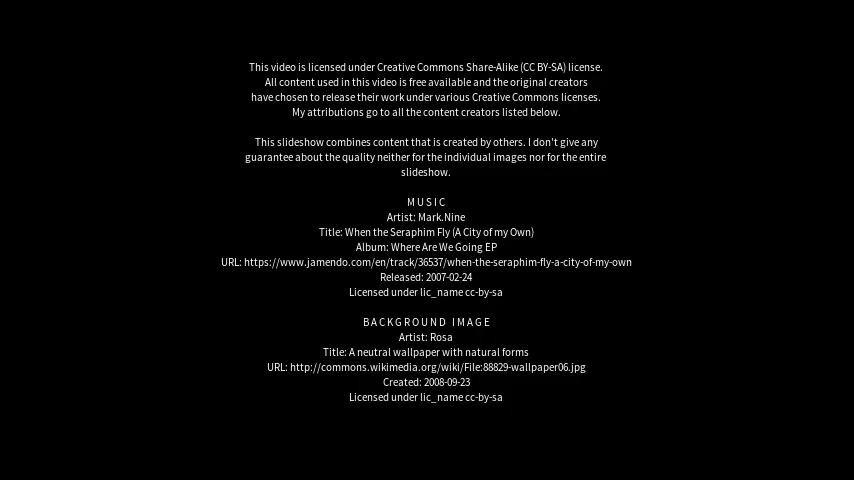 This video is licensed under Creative Commons Share-Alike (CC BY-SA) license.
All content used in this video is free available and the original creators
have chosen to release their work under various Creative Commons licenses.
My attributions go to all the content creators listed below.
This slideshow combines content that is created by others. I don't give any
guarantee about the quality neither for the individual images nor for the entire
slideshow.
MUSIC
Artist: Mark.Nine
Title: When the Seraphim Fly (A City of my Own)
Album: Where Are We Going EP
URL: https://www.jamendo.com/en/track/36537/when-the-seraphim-fly-a-city-of-my-own
Released: 2007-02-24
Licensed under lic_name cc-by-sa
BACKGROUND IMAGE
Artist: Rosa
Title: A neutral wallpaper with natural forms
URL: http://commons.wikimedia.org/wiki/File:88829-wallpaper06.jpg
Created: 2008-09-23
Licensed under lic_name cc-by-sa